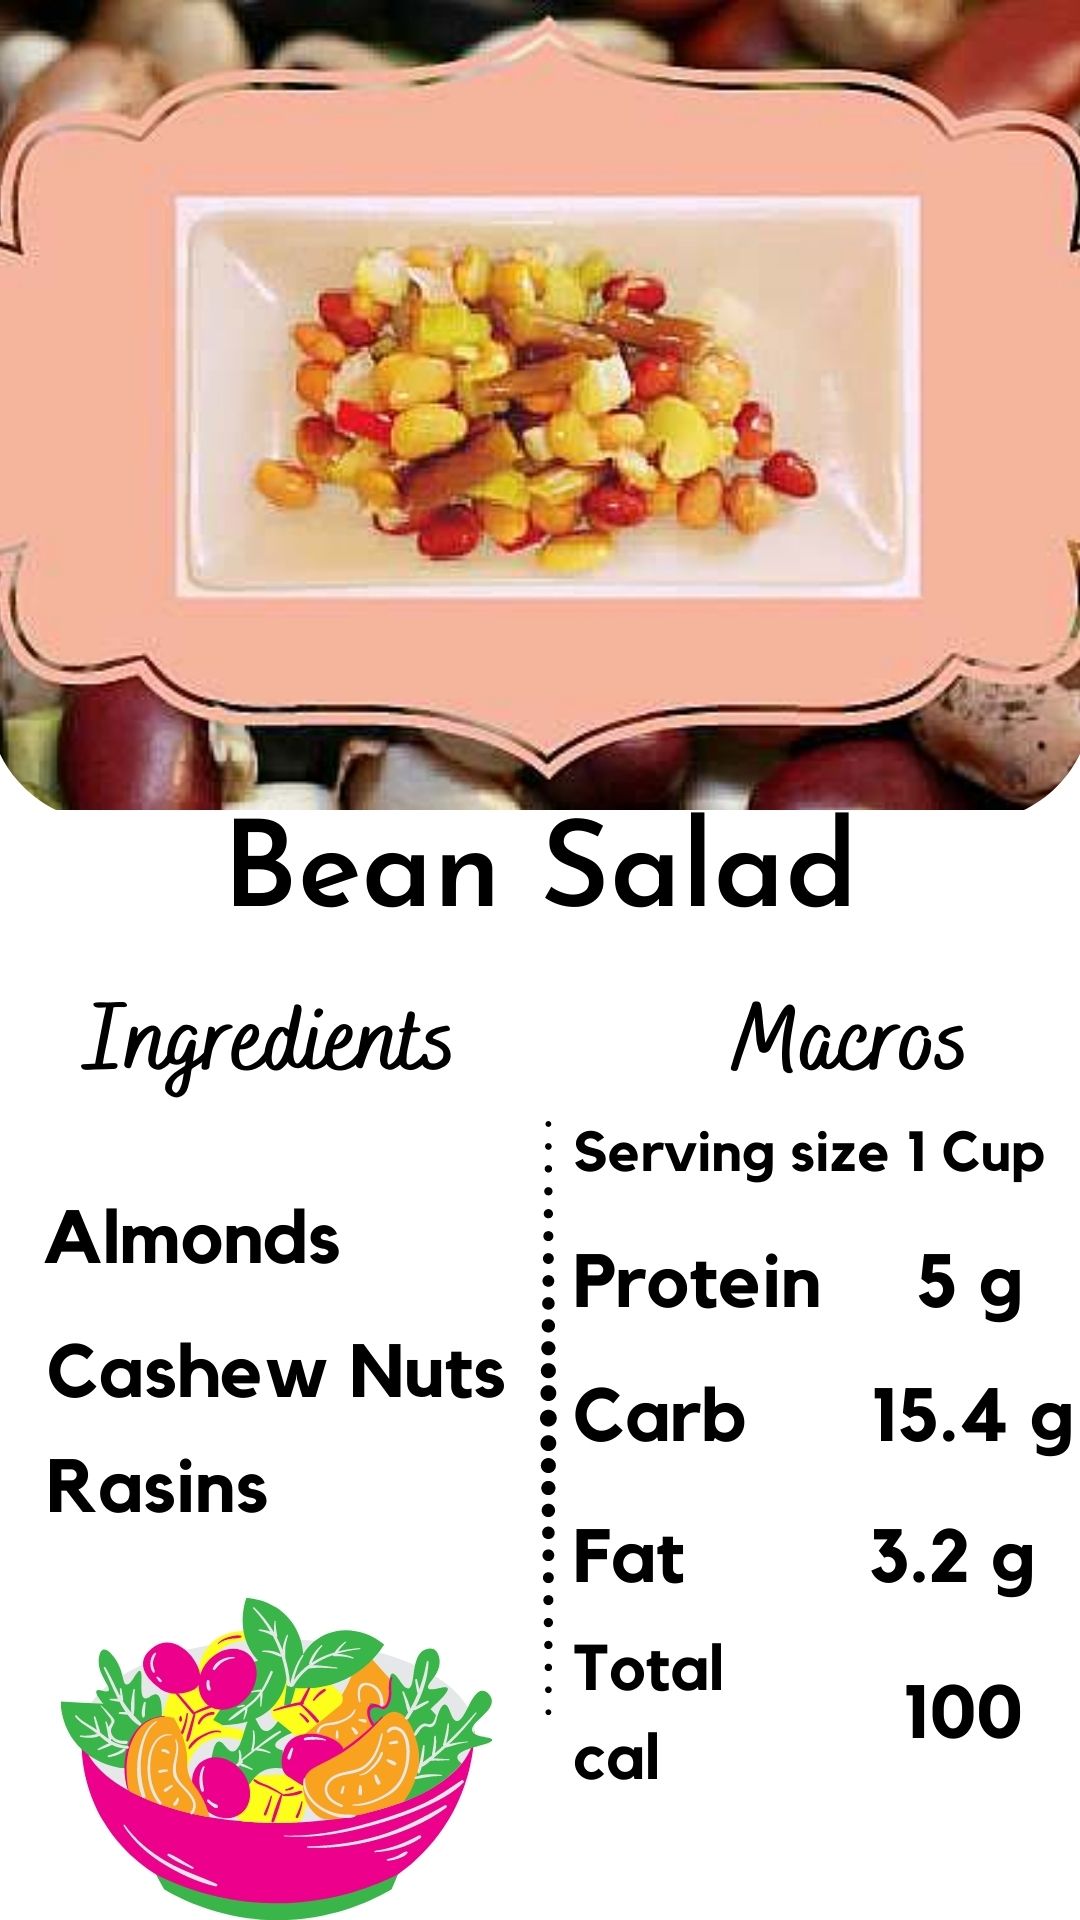 Bean Salad
Ingredients
Almonds
Cashew Nuts
Rasins
Macros
Serving size 1 Cup
Protein 5 g
Carb 15.4 g
Fat 3.2 g
Total
cal 100